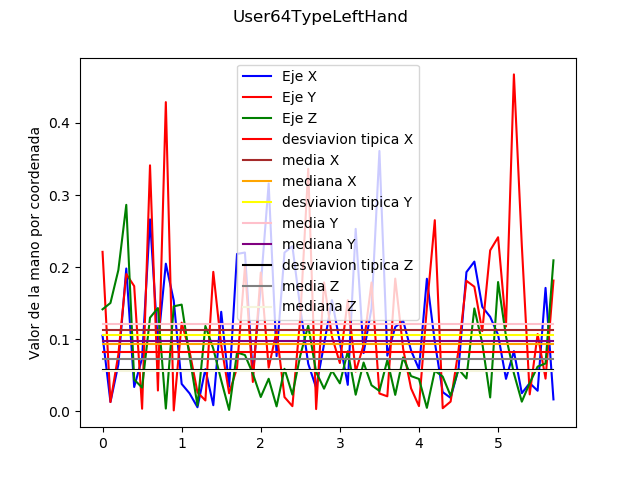 User64TypeLeftHand
Valor de la mano por coordenada
0.4
0.3
0.2
0.1
0.0
Eje X
Eje Y
Eje Z
desviavion tipica X
media X
mediana X
desviavion tipica Y
media Y
mediana Y
desviavion tipica Z
media Z
mediana Z
0 1 2 3 4 5